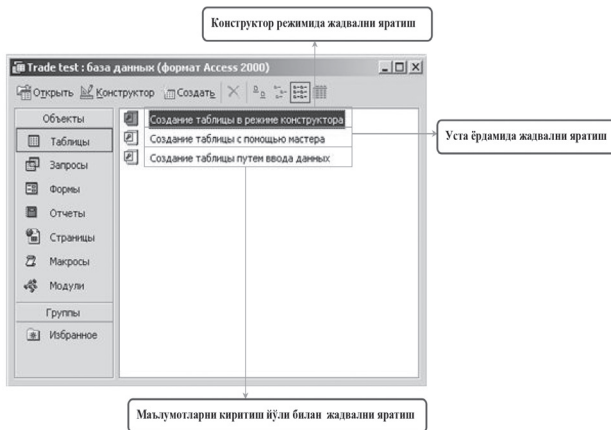 Конструктор режимида жадвални яратиш
Trade test : база данных (формат Access 2000)
Открыть Конструктор Создать
Объекты
Таблицы
Запросы
Формы
Отчеты
Страницы
Макросы
Модули
Группы
Избранное
Создание таблицы в режиме конструктора
Создание таблицы с помощью мастера
Создание таблицы путем ввода данных
Уста ёрдамида жадвални яратиш
Маълумотларни киритиш йўли билан жадвални яратиш